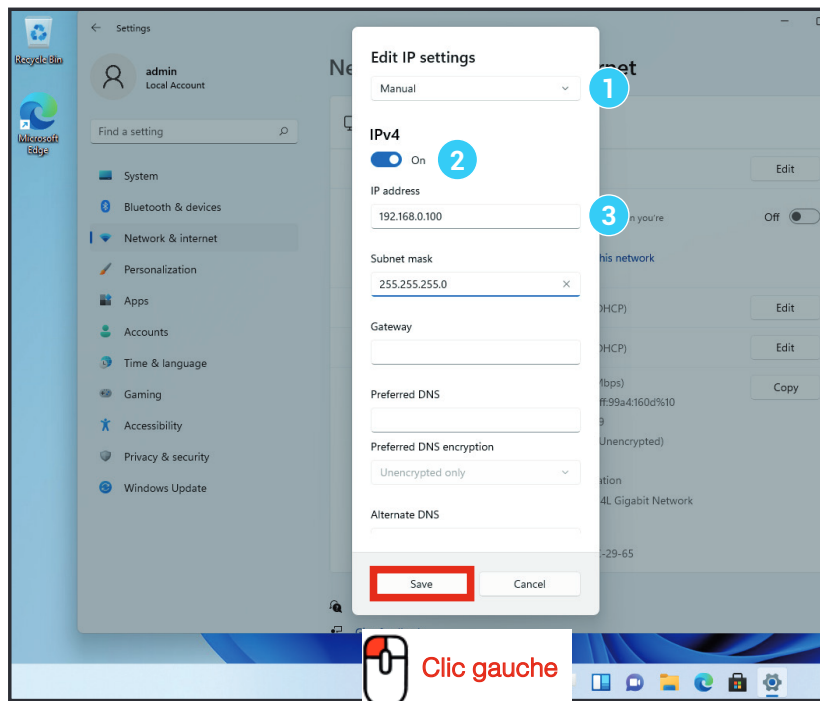 Recycle Bin
Microsoft
Edge
Settings
admin
Local Account
Find a setting
System
Bluetooth & devices
Network & internet
Personalization
Apps
Accounts
Time & language
Gaming
Accessibility
Privacy & security
Windows Update
Ne
rnet
Edit IP settings
Manual
1
IPv4
On
2
IP address
192.168.0.100
3
Subnet mask
255.255.255.0
Gateway
Preferred DNS
Preferred DNS encryption
Unencrypted only
Alternate DNS
Save
Cancel
Edit
n you're
Off
his network
DHCP)
Edit
DHCP)
Edit
Mbps)
Copy
ff:99a4:160d%10
9
Unencrypted)
ation
4L Gigabit Network
-29-65
Clic gauche